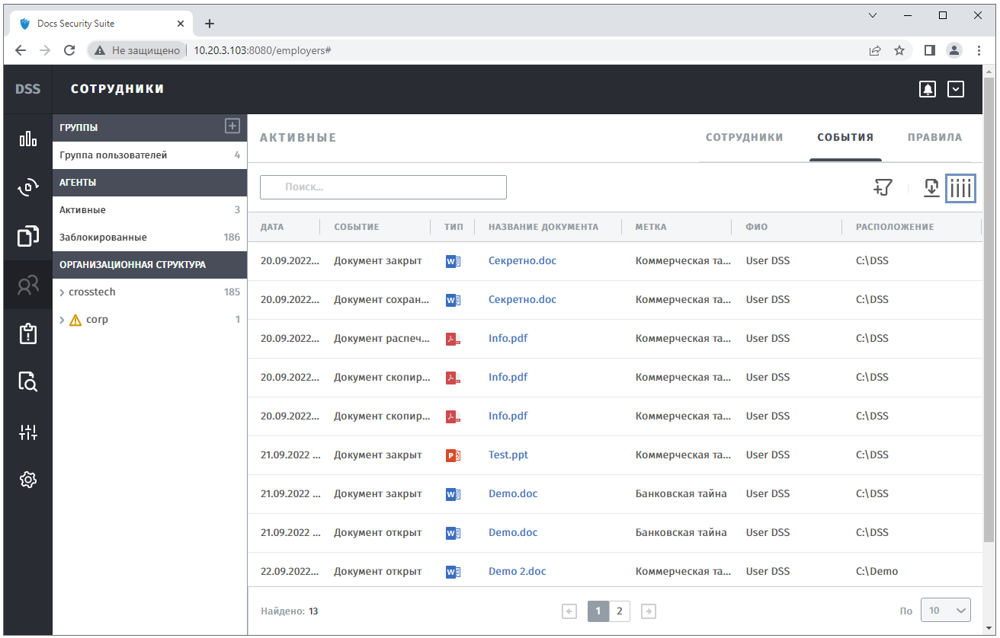 Docs Security Suite
Не защищено 10.20.3.103:8080/employers#
DSS СОТРУДНИКИ
ГРУППЫ
Группа пользователей 4
АГЕНТЫ
Активные 3
Заблокированные 186
ОРГАНИЗАЦИОННАЯ СТРУКТУРА
crosstech 185
corp 1
АКТИВНЫЕ СОТРУДНИКИ СОБЫТИЯ ПРАВИЛА
Поиск...
ДАТА СОБЫТИЕ ТИП НАЗВАНИЕ ДОКУМЕНТА МЕТКА ФИО РАСПОЛОЖЕНИЕ
20.09.2022... Документ закрыт Секретно.doc Коммерческая та... User DSS C:\DSS
20.09.2022... Документ сохран... Секретно.doc Коммерческая та... User DSS C:\DSS
20.09.2022... Документ распеч... Info.pdf Коммерческая та... User DSS C:\DSS
20.09.2022... Документ скопир... Info.pdf Коммерческая та... User DSS C:\DSS
20.09.2022... Документ скопир... Info.pdf Коммерческая та... User DSS C:\DSS
21.09.2022 ... Документ закрыт Test.ppt Коммерческая та... User DSS C:\DSS
21.09.2022 ... Документ закрыт Demo.doc Банковская тайна User DSS C:\DSS
21.09.2022 ... Документ открыт Demo.doc Банковская тайна User DSS C:\DSS
22.09.2022... Документ открыт Demo 2.doc Коммерческая та... User DSS C:\Demo
Найдено: 13 1 2 По 10